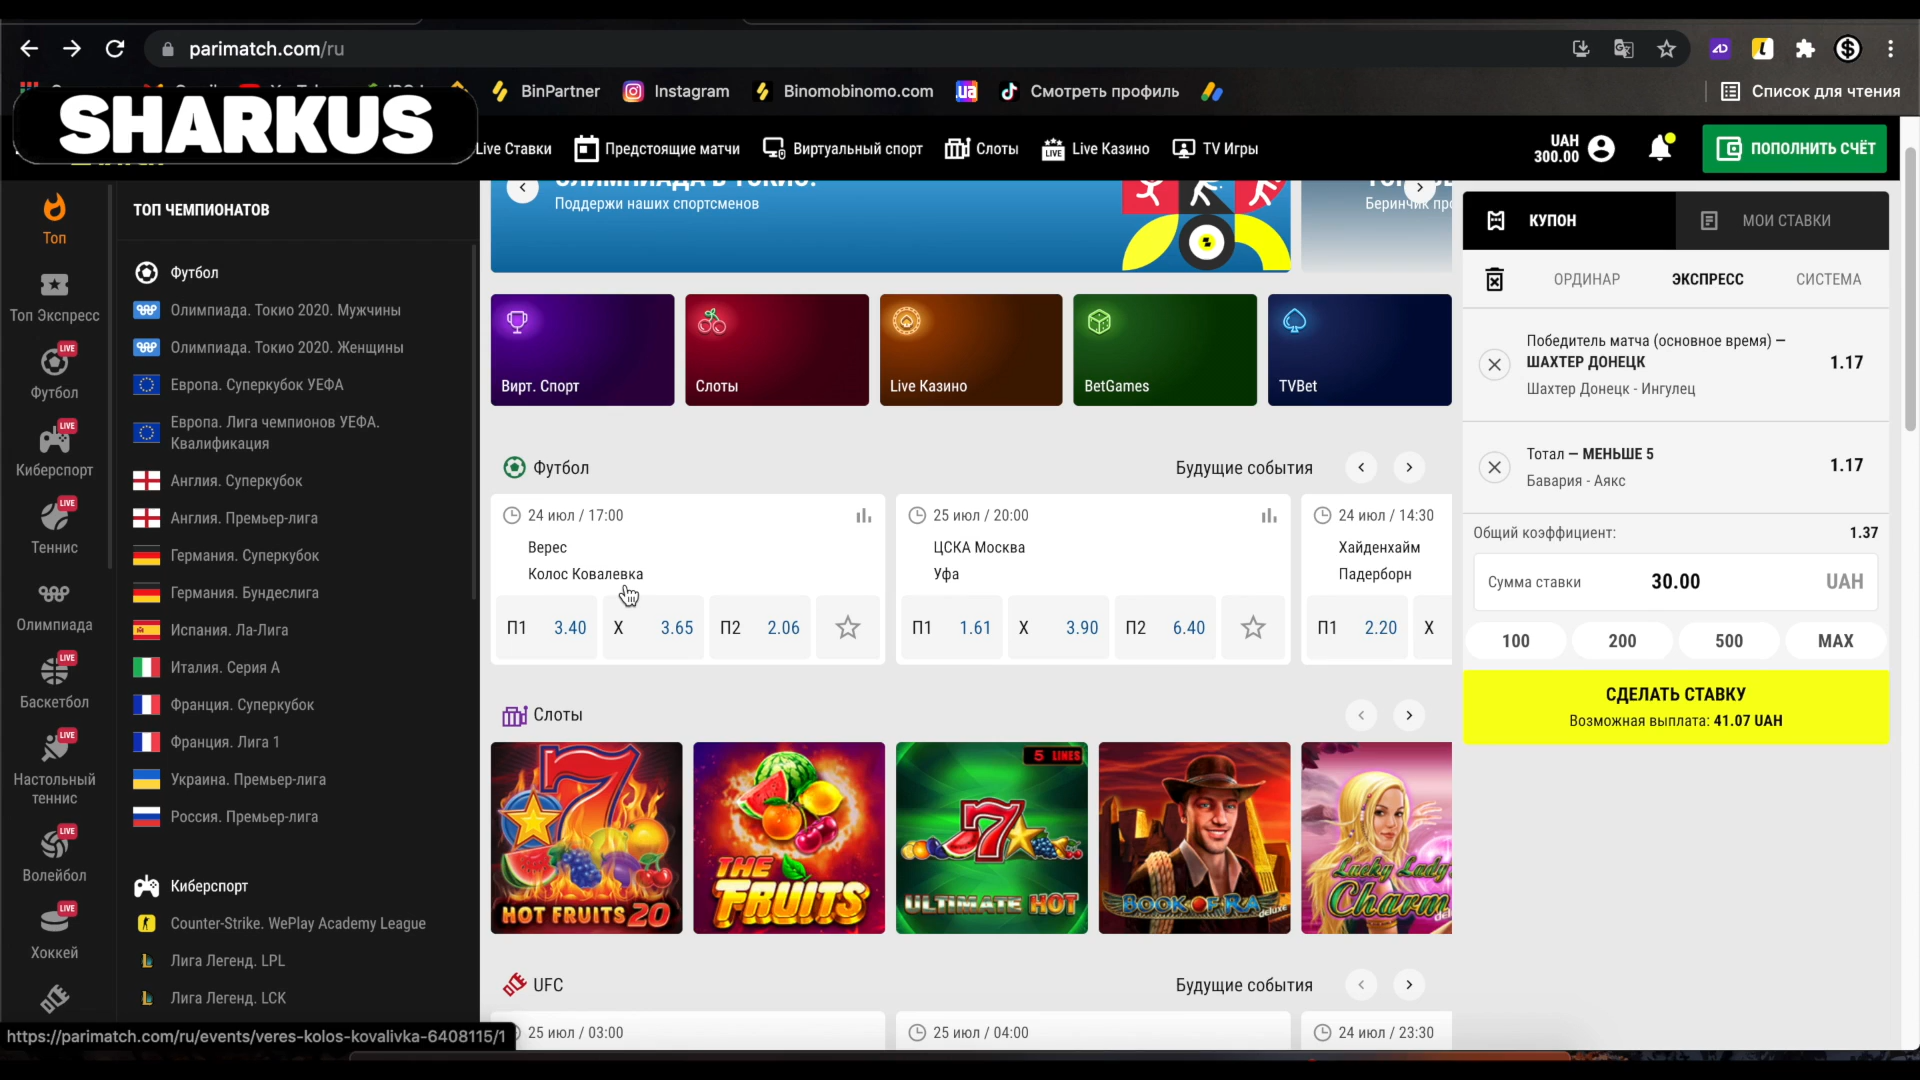 parimatch.com/ru
BinPartner
Instagram
Binomobinomo.com
ua
Смотреть профиль
Список для чтения
SHARKUS
Live Ставки
Предстоящие матчи
Виртуальный спорт
Слоты
LIVE
Live Казино
TV Игры
UAH
300.00
ПОПОЛНИТЬ СЧЁТ
Топ
Топ Экспресс
LIVE
Футбол
LIVE
Киберспорт
LIVE
Теннис
Олимпиада
LIVE
Баскетбол
LIVE
Настольный
теннис
LIVE
Волейбол
LIVE
Хоккей
ТОП ЧЕМПИОНАТОВ
Футбол
Олимпиада. Токио 2020. Мужчины
Олимпиада. Токио 2020. Женщины
Европа. Суперкубок УЕФА
Европа. Лига чемпионов УЕФА.
Квалификация
Англия. Суперкубок
Англия. Премьер-лига
Германия. Суперкубок
Германия. Бундеслига
Испания. Ла-Лига
Италия. Серия А
Франция. Суперкубок
Франция. Лига 1
Украина. Премьер-лига
Россия. Премьер-лига
Киберспорт
Counter-Strike. WePlay Academy League
Лига Легенд. LPL
Лига Легенд. LCK
https://parimatch.com/ru/events/veres-kolos-kovalivka-6408115/1
ОЛИМПИАДА В ТОКИО!
Поддержи наших спортсменов
Вирт. Спорт
Слоты
Live Казино
BetGames
TVBet
Футбол
Будущие события
24 июл / 17:00
Верес
Колос Ковалевка
П1 3.40 X 3.65 П2 2.06
25 июл / 20:00
ЦСКА Москва
Уфа
П1 1.61 X 3.90 П2 6.40
24 июл / 14:30
Хайденхайм
Падерборн
П1 2.20 X
Слоты
HOT FRUITS 20
THE
FRUITS
5 LINES
ULTIMATE HOT
BOOK OF RA
deluxe
Lucky Lady
Charm
UFC
Будущие события
25 июл / 03:00
25 июл / 04:00
24 июл / 23:30
КУПОН
МОИ СТАВКИ
ОРДИНАР
ЭКСПРЕСС
СИСТЕМА
Победитель матча (основное время) —
ШАХТЕР ДОНЕЦК
1.17
Шахтер Донецк - Ингулец
Тотал — МЕНЬШЕ 5
1.17
Бавария - Аякс
Общий коэффициент: 1.37
Сумма ставки 30.00 UAH
100 200 500 MAX
СДЕЛАТЬ СТАВКУ
Возможная выплата: 41.07 UAH